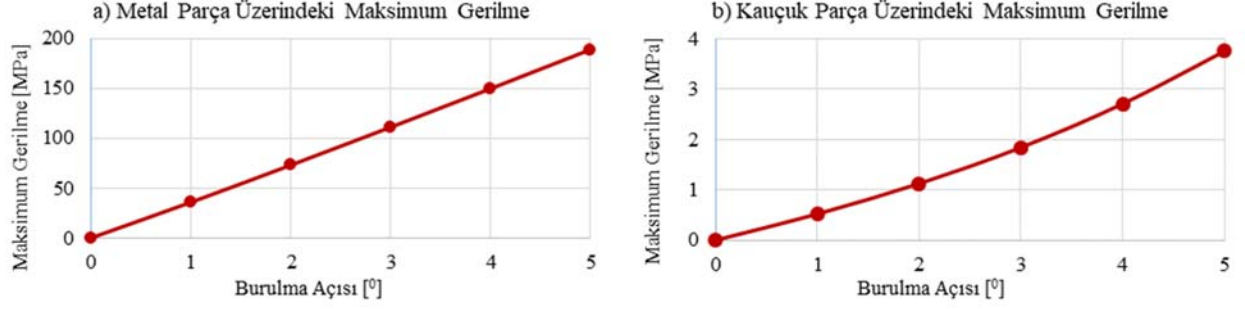 a) Metal Parça Üzerindeki Maksimum Gerilme
Maksimum Gerilme [MPa]
200
150
100
50
0
0 1 2 3 4 5
Burulma Açısı [⁰]
b) Kauçuk Parça Üzerindeki Maksimum Gerilme
Maksimum Gerilme [MPa]
4
3
2
1
0
0 1 2 3 4 5
Burulma Açısı [⁰]